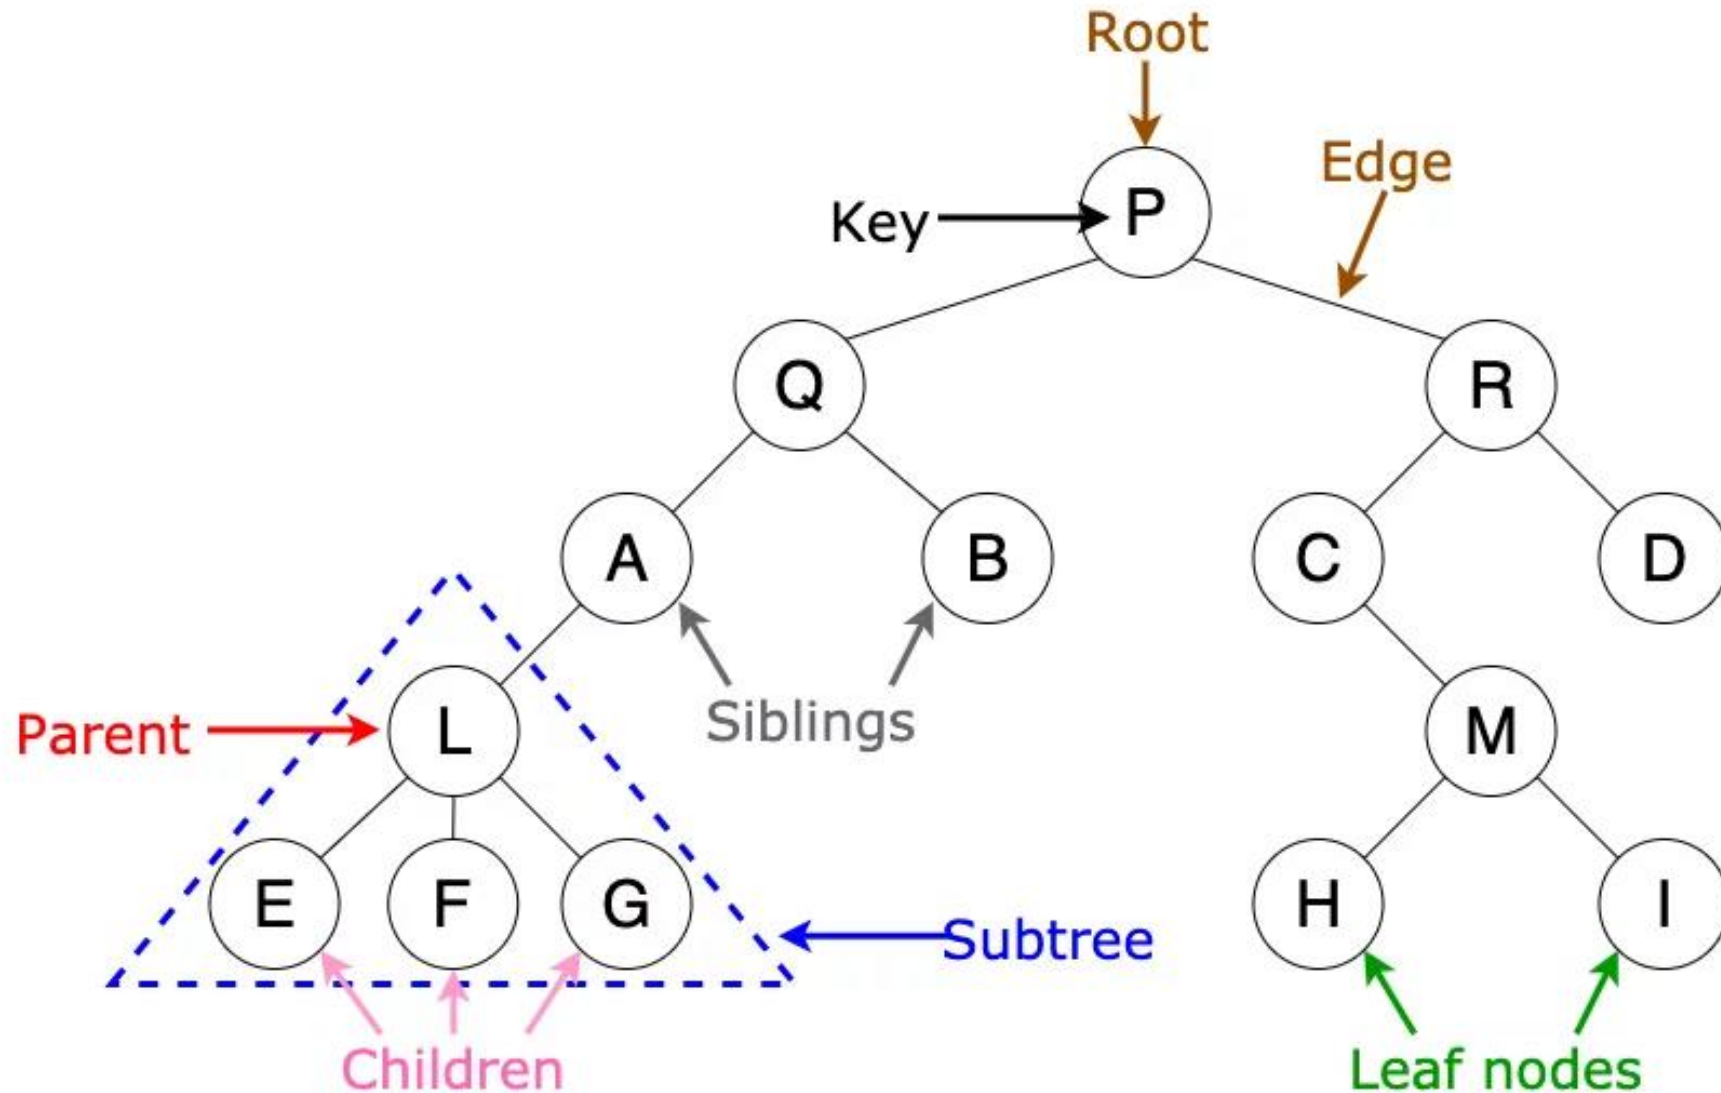 Root
Edge
Key
P
Q
R
A
B
C
D
Siblings
Parent
L
M
E
F
G
H
I
Subtree
Children
Leaf nodes